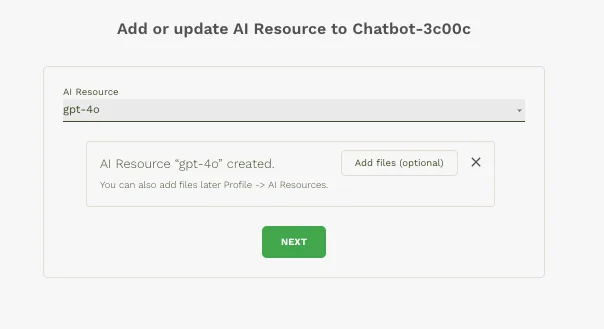 Add or update AI Resource to Chatbot-3c00c
AI Resource
gpt-4o
AI Resource “gpt-4o” created.
Add files (optional)
You can also add files later Profile -> AI Resources.
NEXT